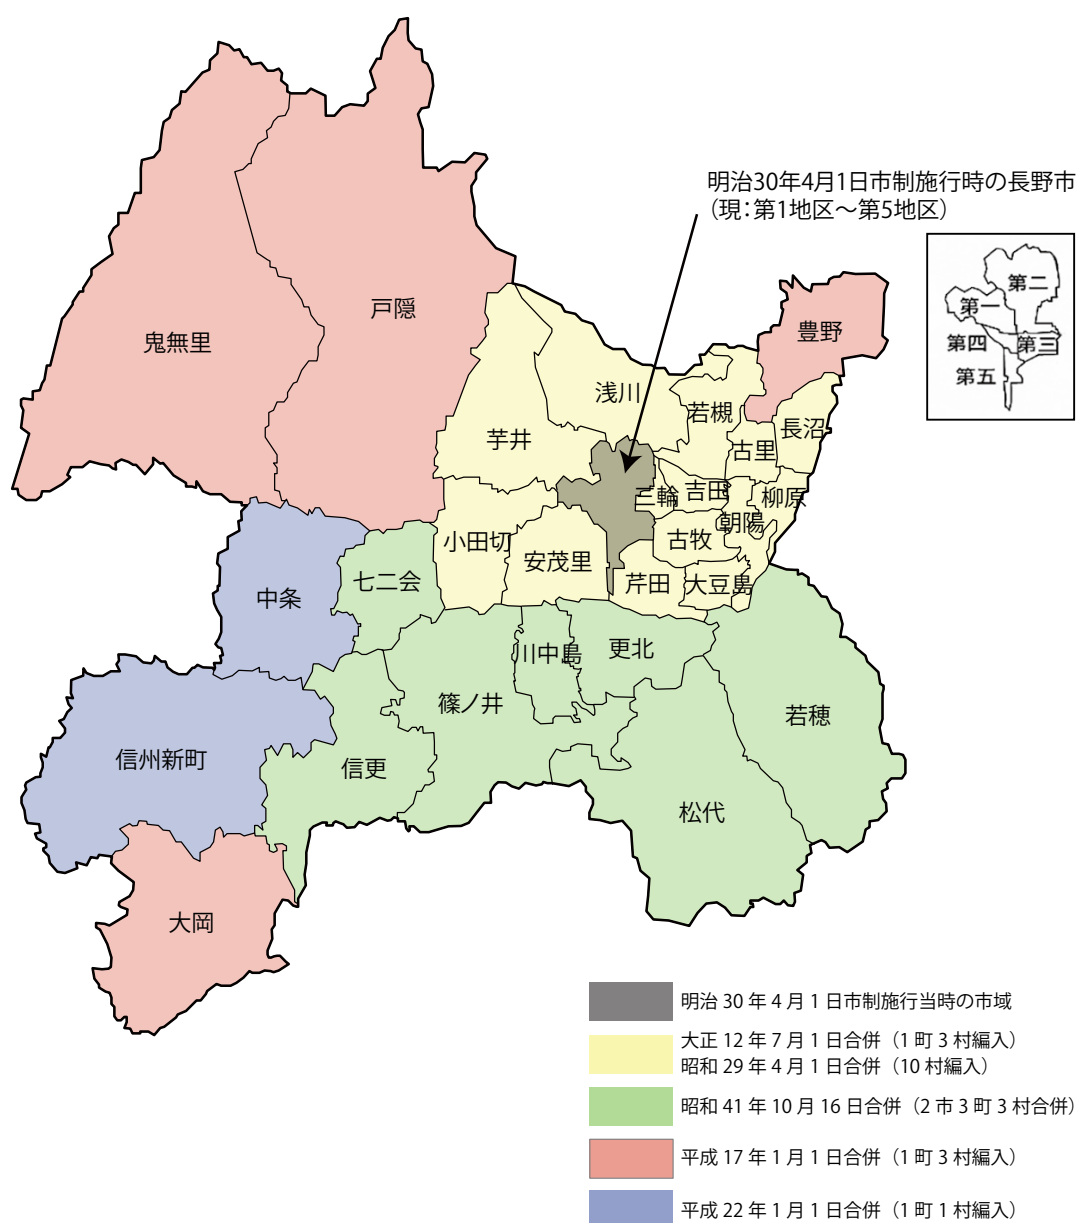 明治30年4月1日市制施行時の長野市
（現：第1地区～第5地区）
第二
第一
第四
第三
第五
戸隠
鬼無里
豊野
浅川
若槻
長沼
芋井
古里
三輪
吉田
柳原
朝陽
小田切
古牧
安茂里
芹田
大豆島
七二会
中条
川中島
更北
篠ノ井
若穂
信州新町
信更
松代
大岡
明治 30 年 4 月 1 日市制施行当時の市域
大正 12 年 7 月 1 日合併（1 町 3 村編入）
昭和 29 年 4 月 1 日合併（10 村編入）
昭和 41 年 10 月 16 日合併（2 市 3 町 3 村合併）
平成 17 年 1 月 1 日合併（1 町 3 村編入）
平成 22 年 1 月 1 日合併（1 町 1 村編入）